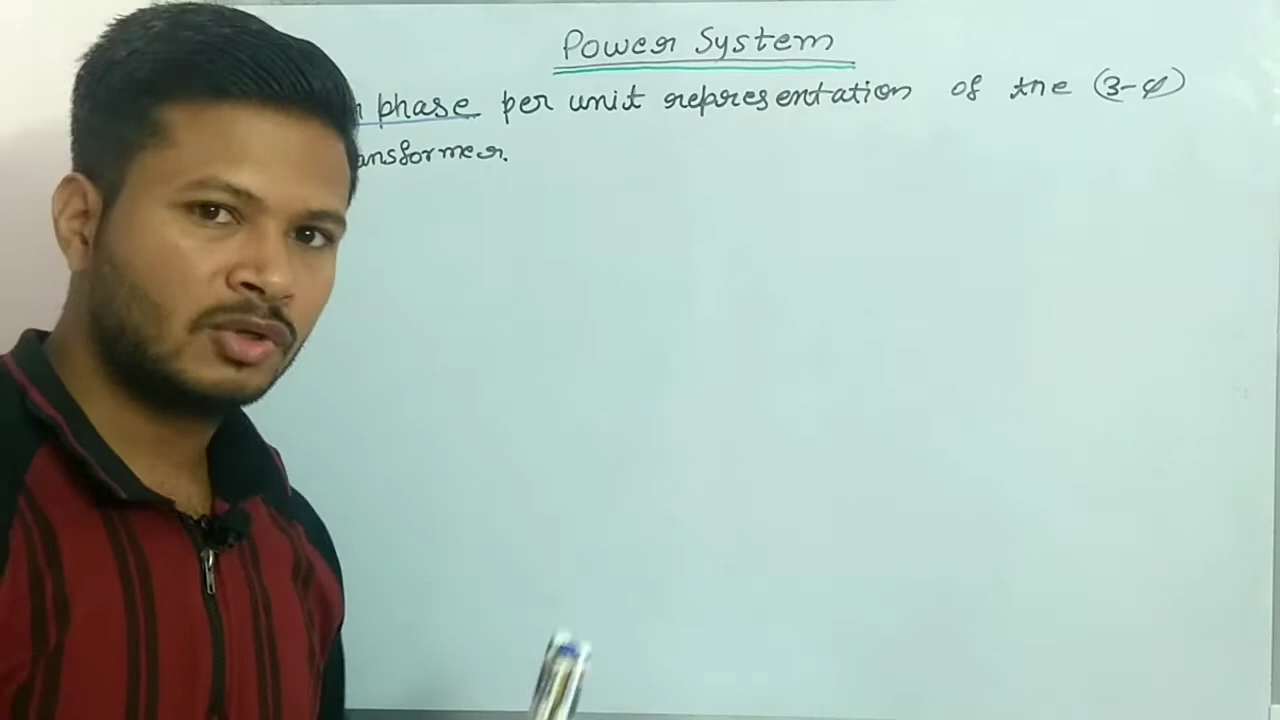 Power System
phase per unit representation of the (3-φ)
ansformer.